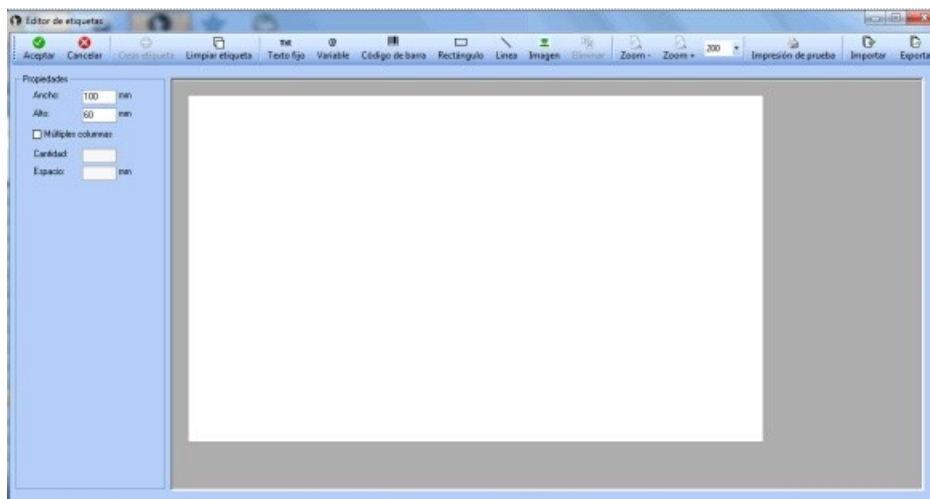 Editor de etiquetas
Aceptar Cancelar Crear etiqueta Limpiar etiqueta Texto fijo Variable Código de barra Rectángulo Linea Imagen Eliminar Zoom - Zoom + 200 Impresión de prueba Importar Exporta
Propiedades
Ancho: 100 mm
Alto: 60 mm
Múltiples columnas
Cantidad:
Espacio: mm